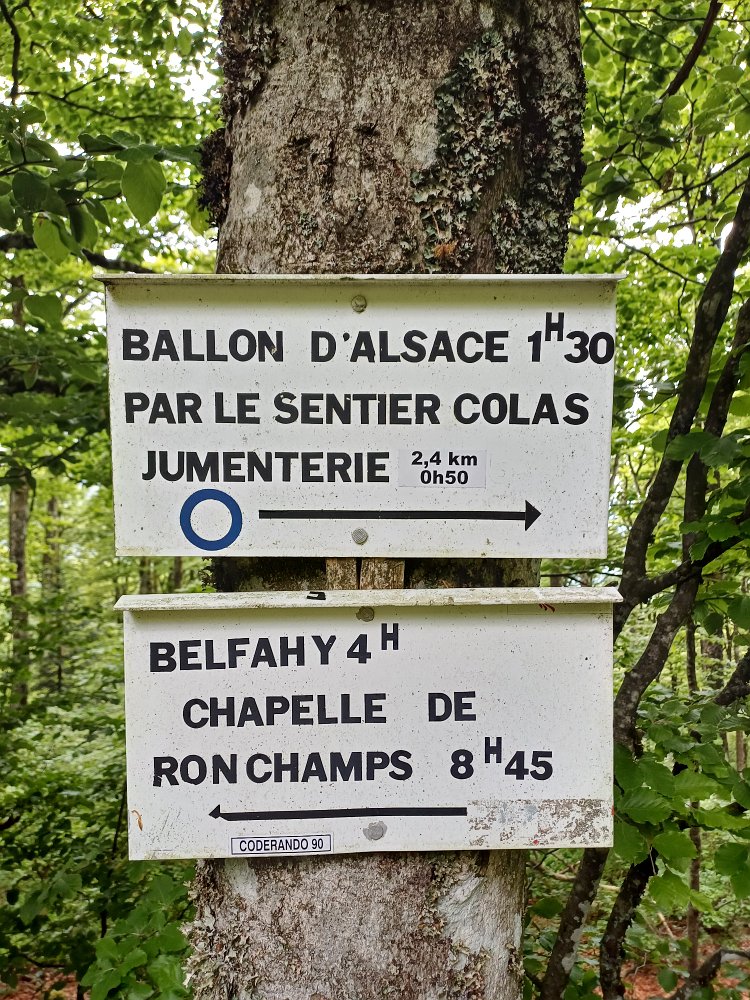 BALLON D'ALSACE 1H30
PAR LE SENTIER COLAS
JUMENTERIE 2,4 km
0h50
BELFAHY 4H
CHAPELLE DE
RONCHAMPS 8H45
CODERANDO 90